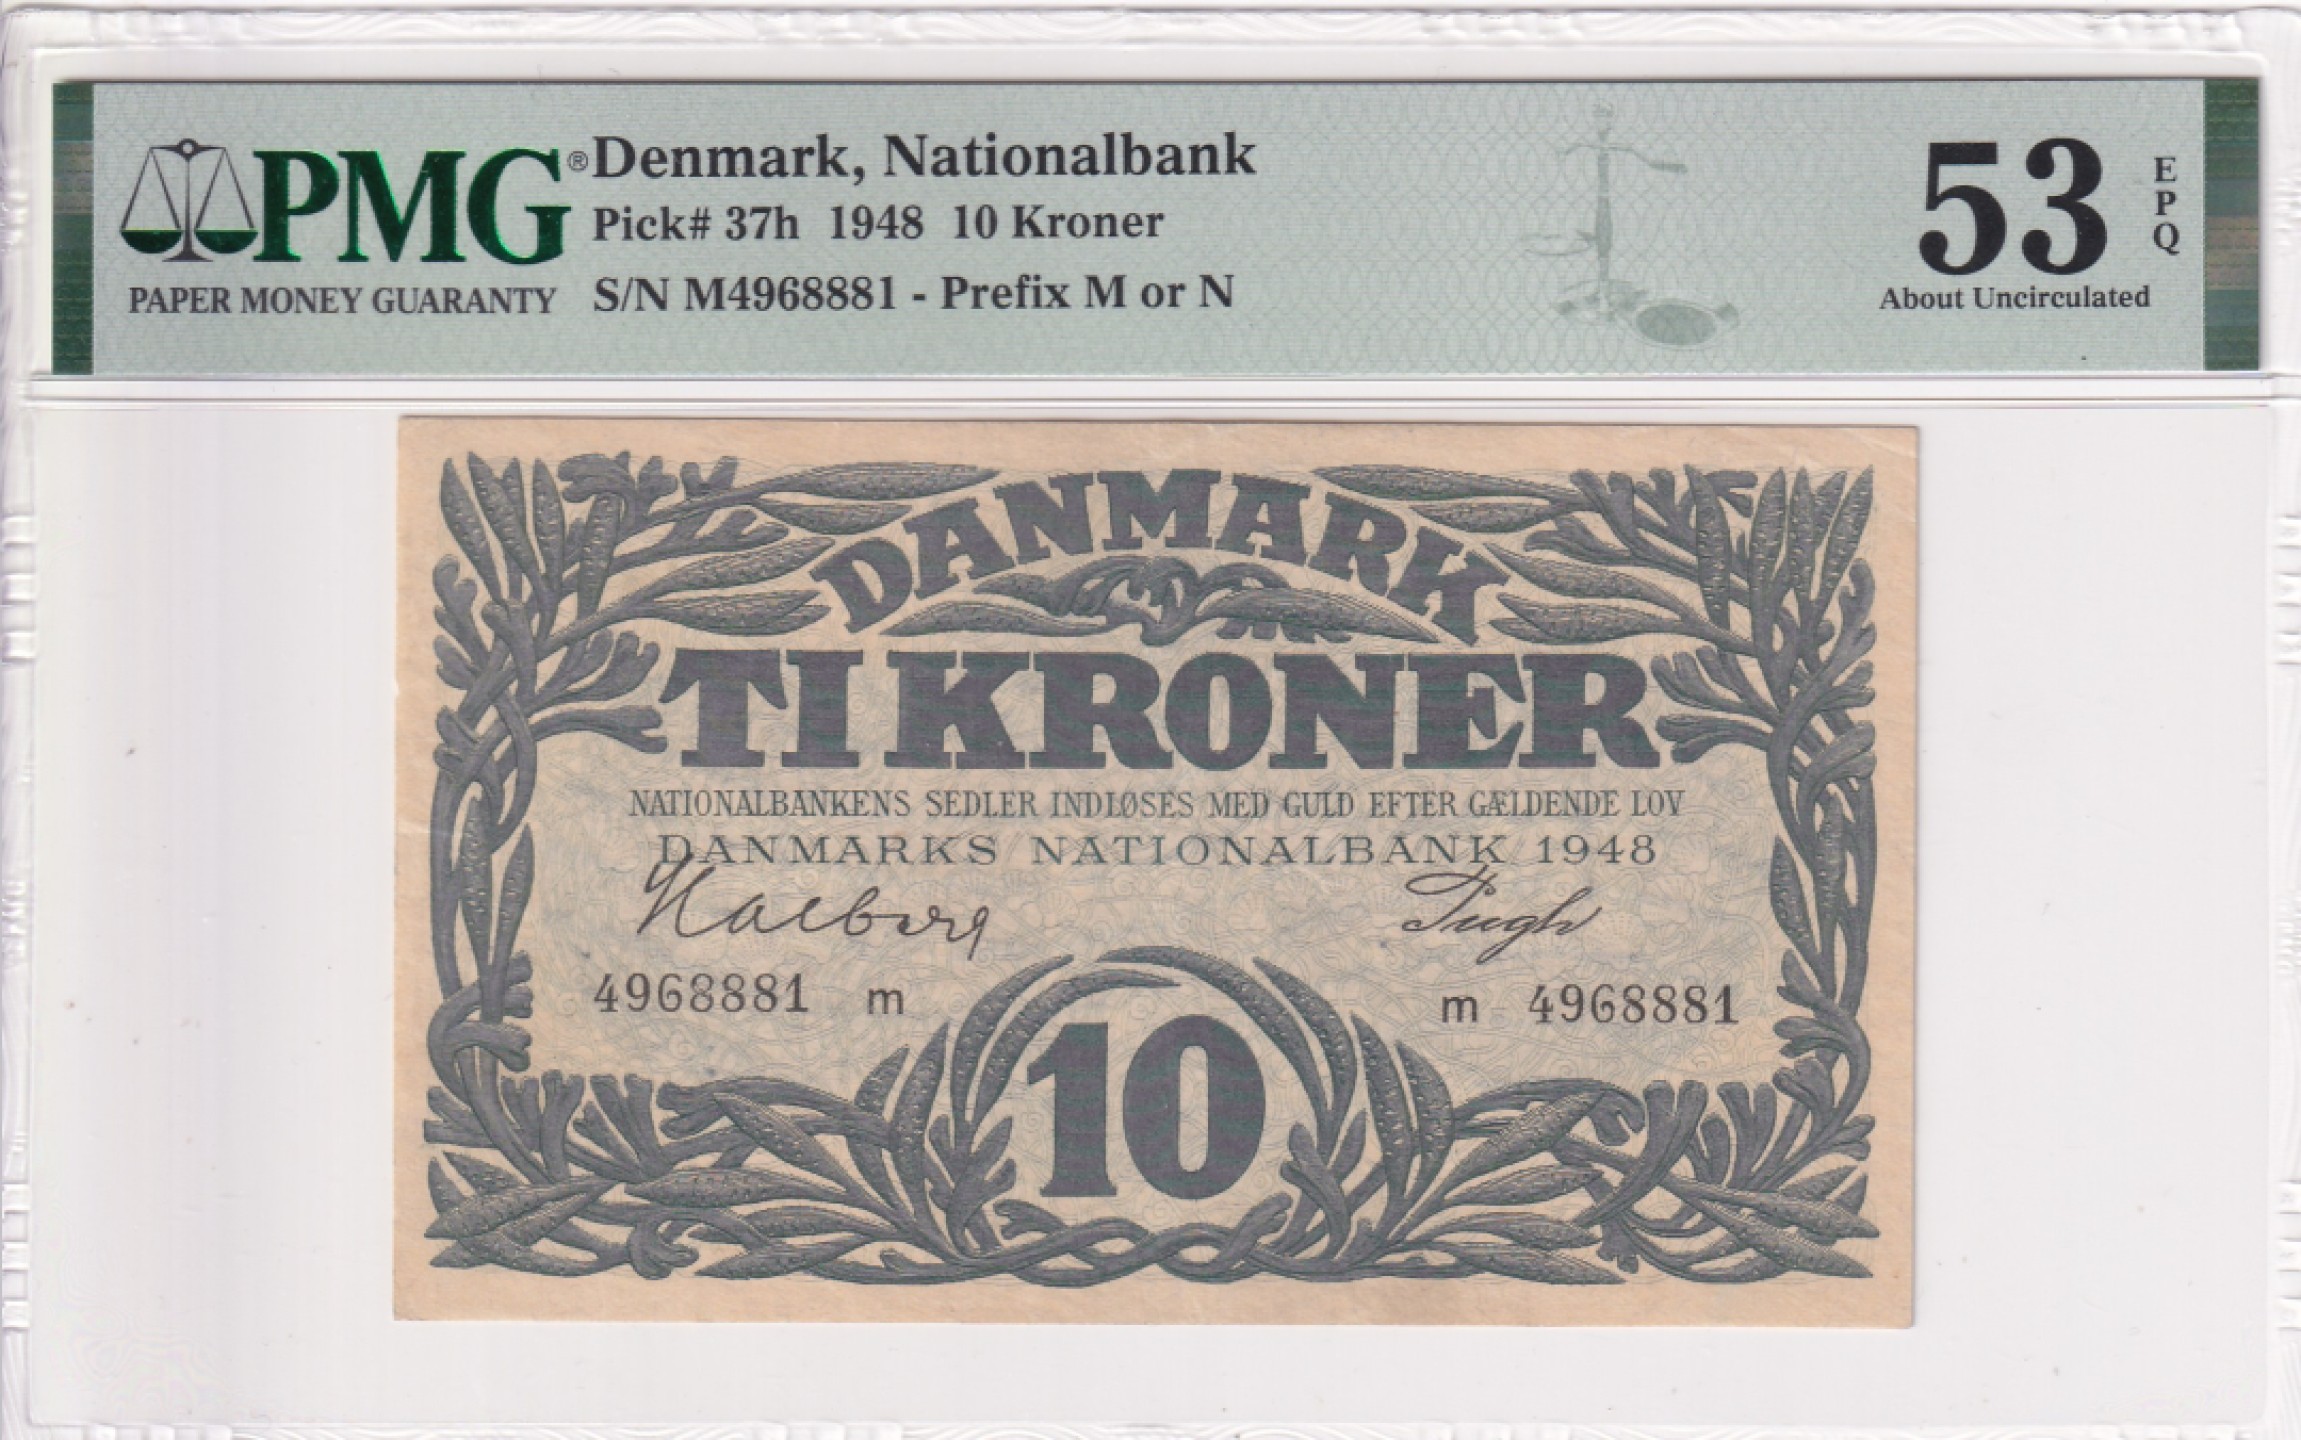 PMG®
PAPER MONEY GUARANTY
Denmark, Nationalbank
Pick# 37h 1948 10 Kroner
S/N M4968881 - Prefix M or N
53
EPQ
About Uncirculated
DANMARK
TI KRONER
NATIONALBANKENS SEDLER INDLØSES MED GULD EFTER GÆLDENDE LOV
DANMARKS NATIONALBANK 1948
Halberg
4968881 m
m 4968881
10